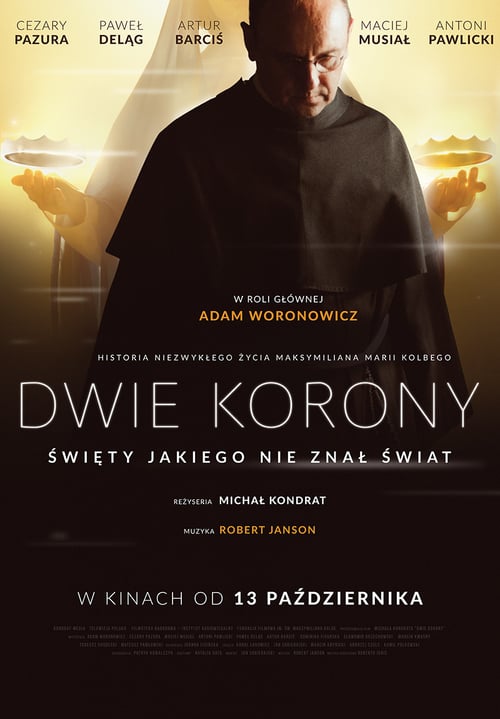 CEZARY PAWEŁ ARTUR MACIEJ ANTONI
PAZURA DELĄG BARCIŚ MUSIAŁ PAWLICKI
W ROLI GŁÓWNEJ
ADAM WORONOWICZ
HISTORIA NIEZWYKŁEGO ŻYCIA MAKSYMILIANA MARII KOLBEGO
DWIE KORONY
ŚWIĘTY JAKIEGO NIE ZNAŁ ŚWIAT
REŻYSERIA MICHAŁ KONDRAT
MUZYKA ROBERT JANSON
W KINACH OD 13 PAŹDZIERNIKA